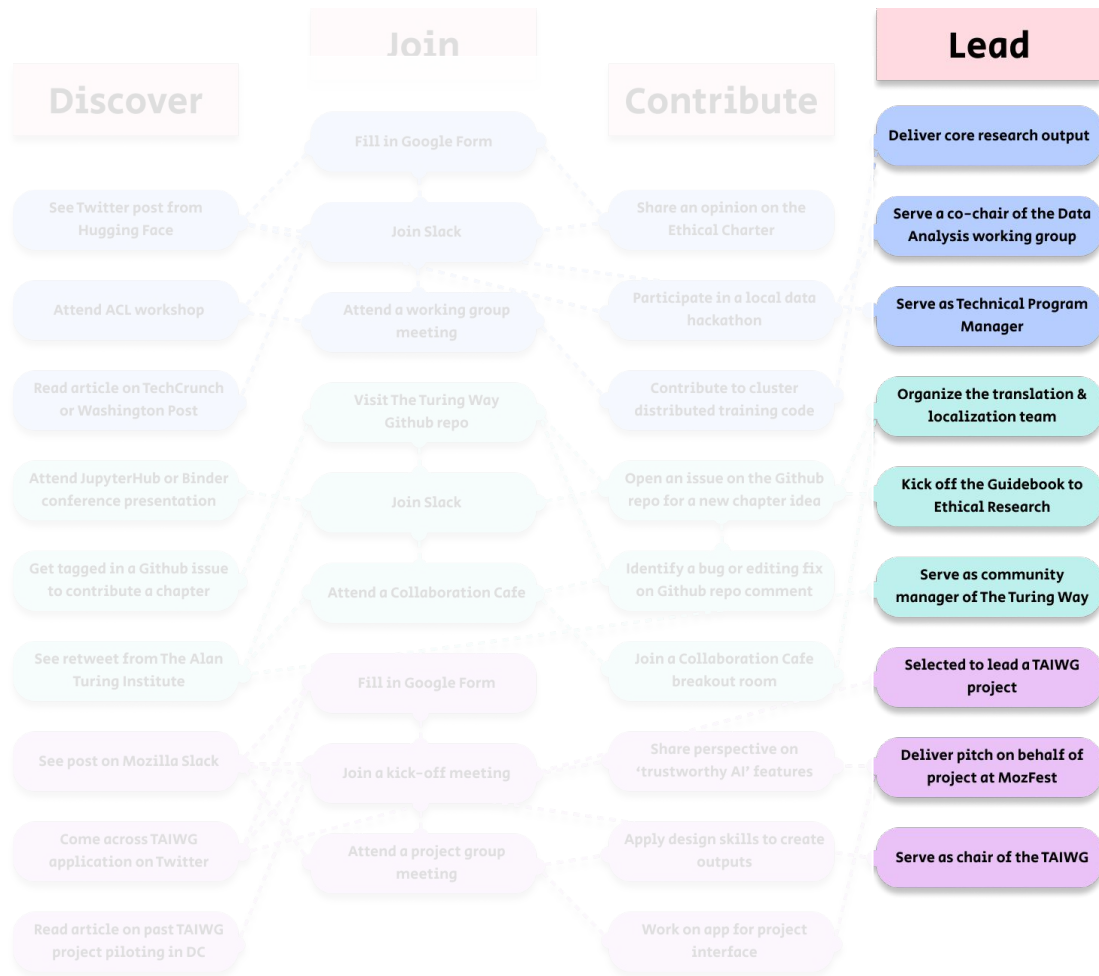 Join
Lead
Discover
Contribute
Fill in Google Form
Deliver core research output
See Twitter post from
Hugging Face
Join Slack
Share an opinion on the
Ethical Charter
Serve a co-chair of the Data
Analysis working group
Attend ACL workshop
Attend a working group
meeting
Participate in a local data
hackathon
Serve as Technical Program
Manager
Read article on TechCrunch
or Washington Post
Visit The Turing Way
Github repo
Contribute to cluster
distributed training code
Organize the translation &
localization team
Attend JupyterHub or Binder
conference presentation
Join Slack
Open an issue on the Github
repo for a new chapter idea
Kick off the Guidebook to
Ethical Research
Get tagged in a Github issue
to contribute a chapter
Attend a Collaboration Cafe
Identify a bug or editing fix
on Github repo comment
Serve as community
manager of The Turing Way
See retweet from The Alan
Turing Institute
Fill in Google Form
Join a Collaboration Cafe
breakout room
Selected to lead a TAIWG
project
See post on Mozilla Slack
Join a kick-off meeting
Share perspective on
‘trustworthy AI’ features
Deliver pitch on behalf of
project at MozFest
Come across TAIWG
application on Twitter
Attend a project group
meeting
Apply design skills to create
outputs
Serve as chair of the TAIWG
Read article on past TAIWG
project piloting in DC
Work on app for project
interface